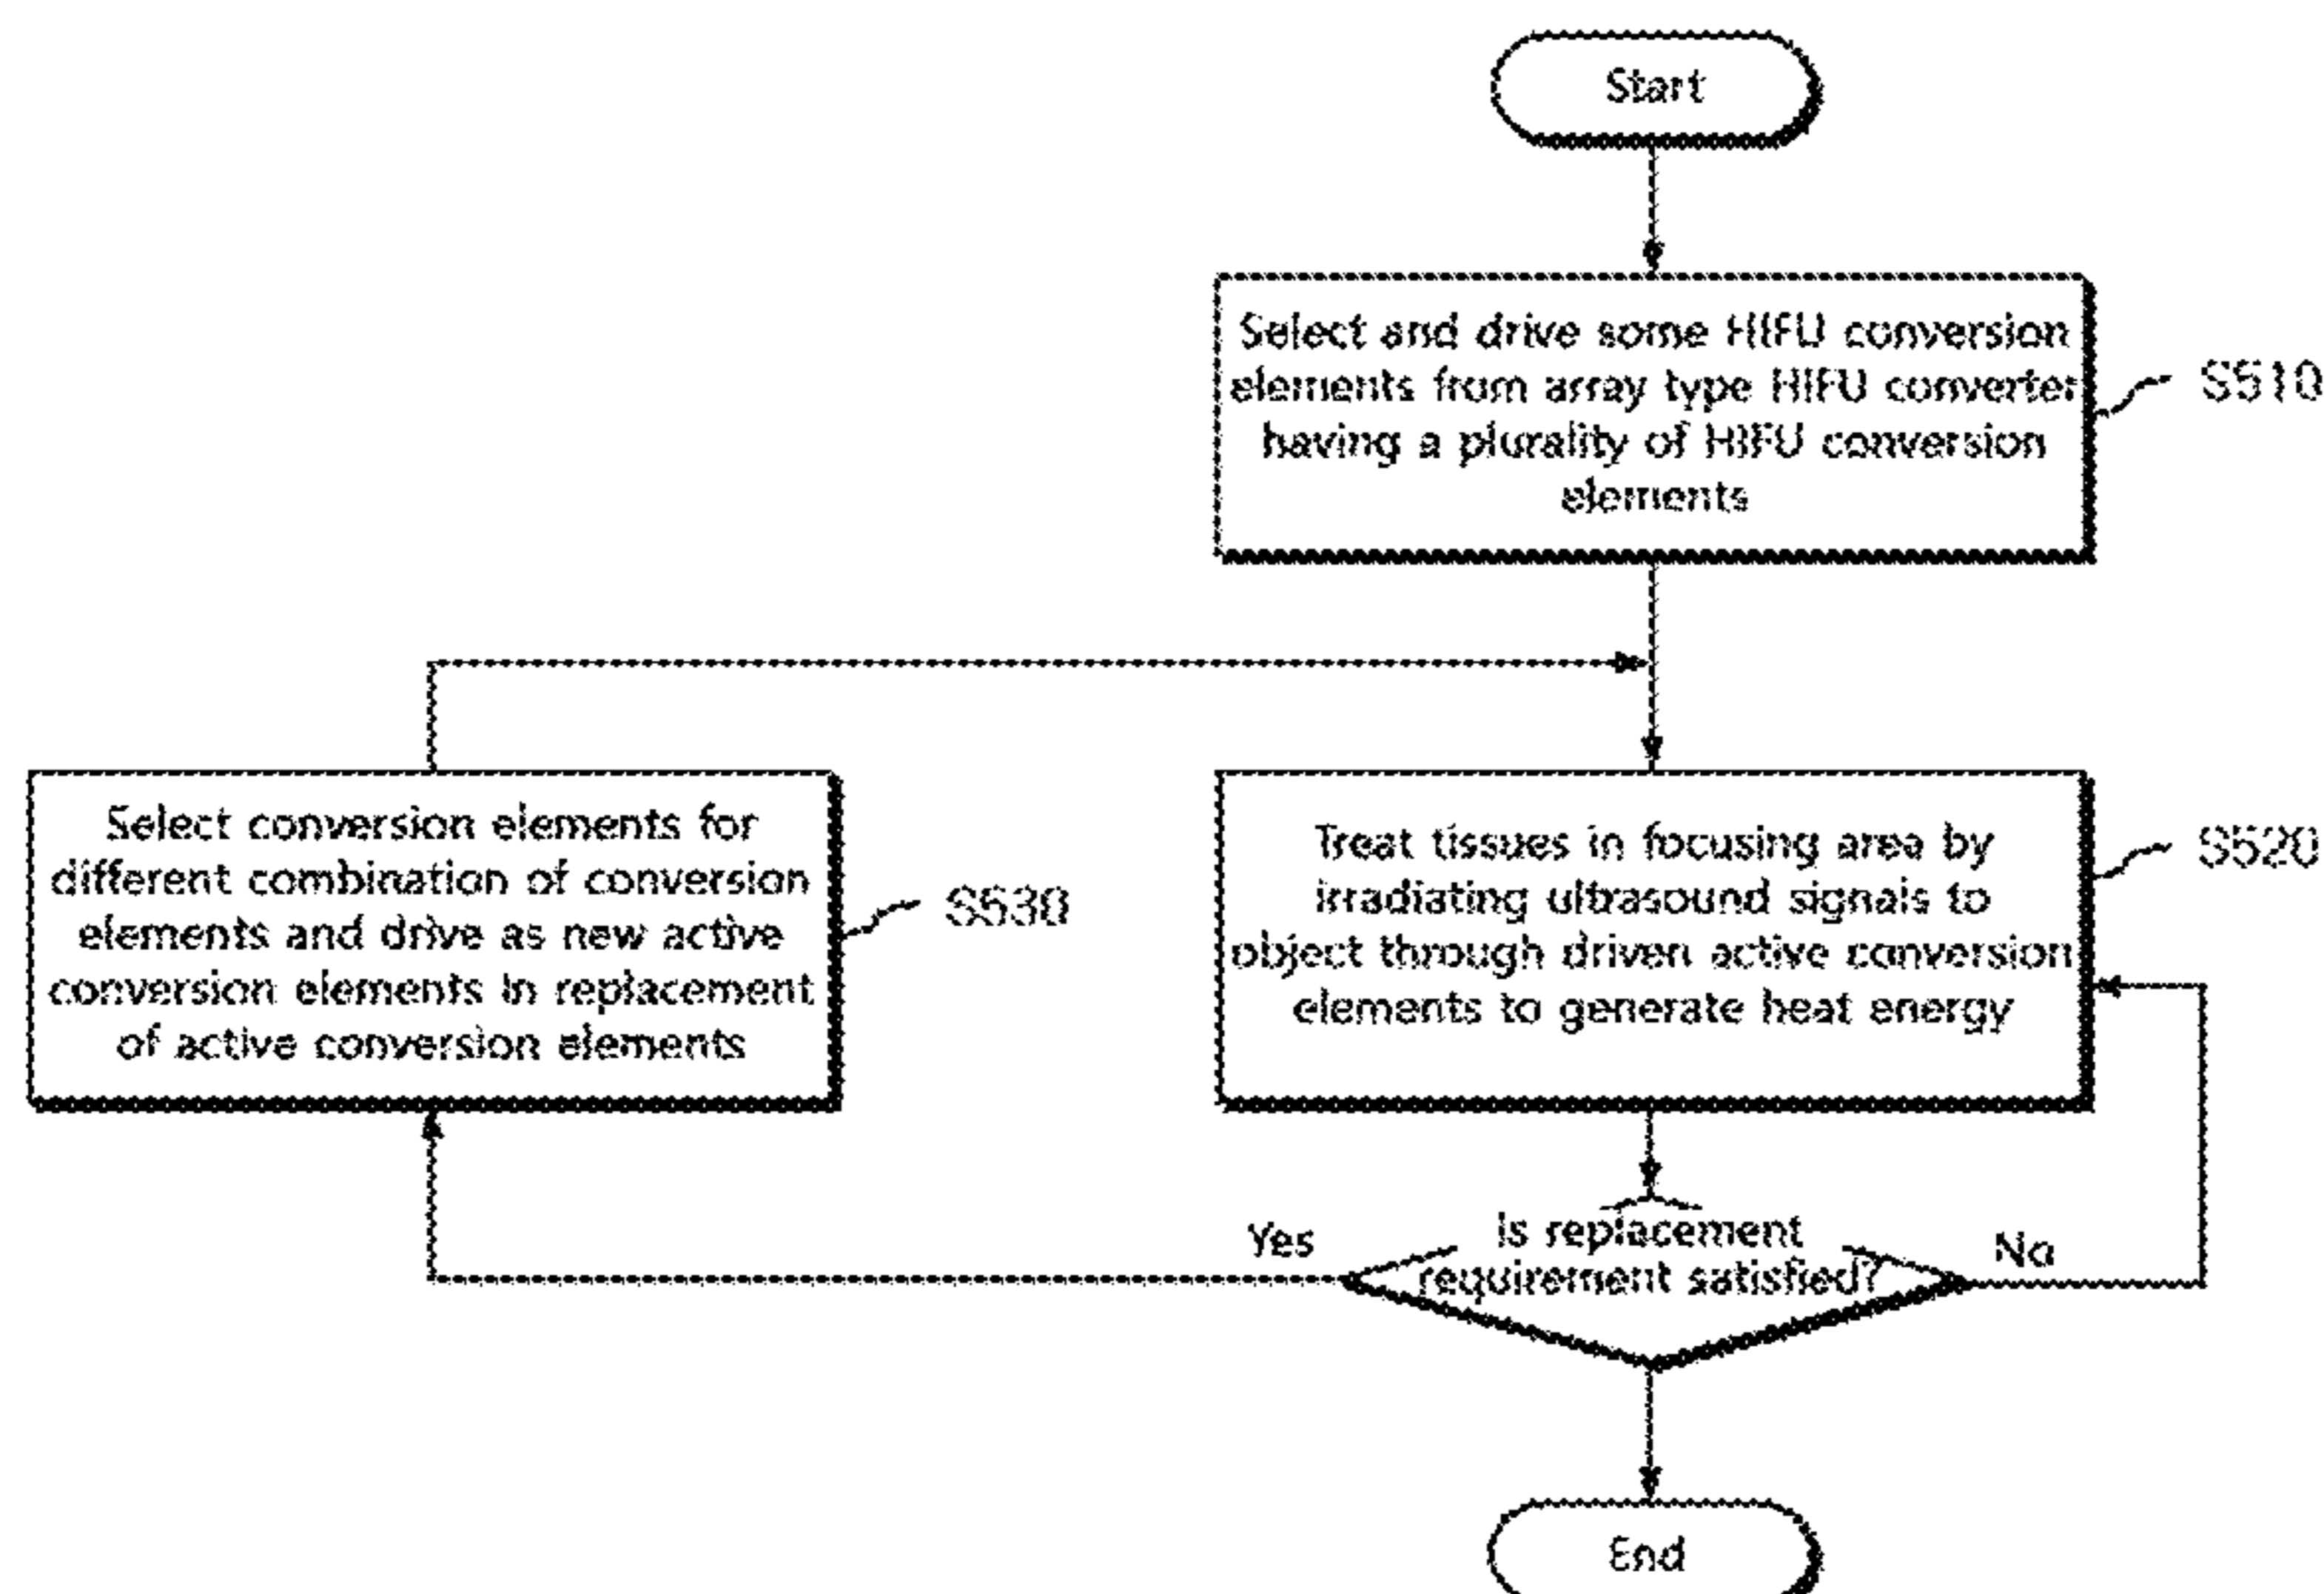 Start
Select and drive some HIFU conversion
elements from array type HIFU converter
having a plurality of HIFU conversion
elements
S510
Select conversion elements for
different combination of conversion
elements and drive as new active
conversion elements in replacement
of active conversion elements
S530
Treat tissues in focusing area by
irradiating ultrasound signals to
object through driven active conversion
elements to generate heat energy
S520
Yes
Is replacement
requirement satisfied?
No
End